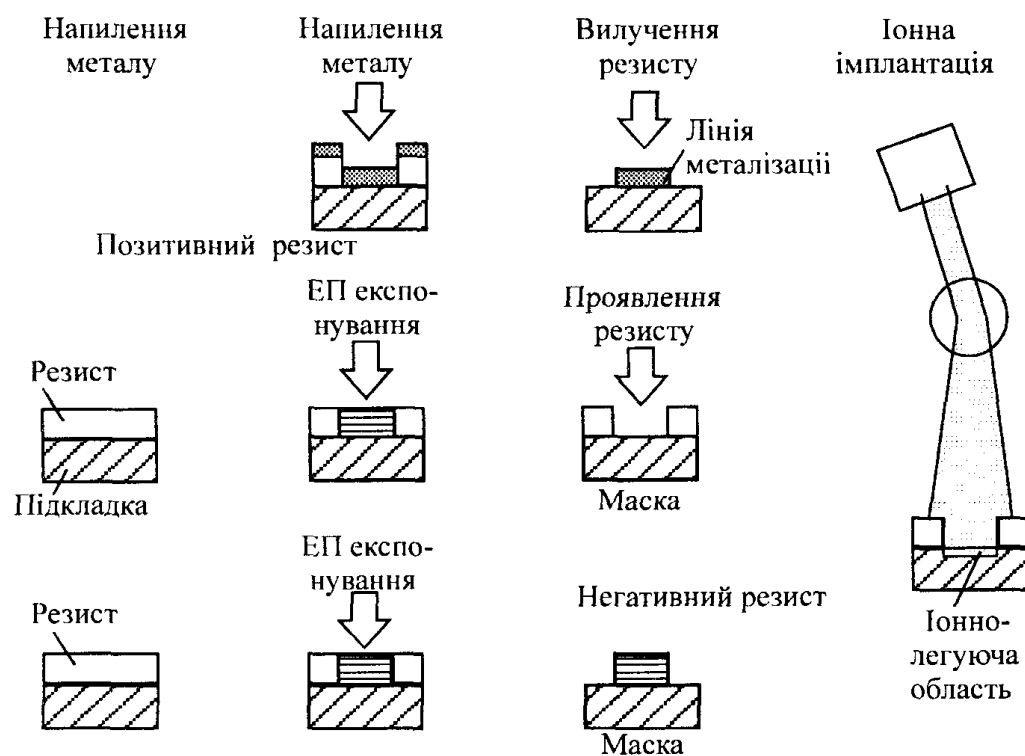 Напилення
металу
Напилення
металу
Вилучення
резисту
Іонна
імплантація
Лінія
металізації
Позитивний резист
ЕП експо-
нування
Проявлення
резисту
Резист
Підкладка
Маска
ЕП експо-
нування
Резист
Негативний резист
Іонно-
легуюча
область
Маска